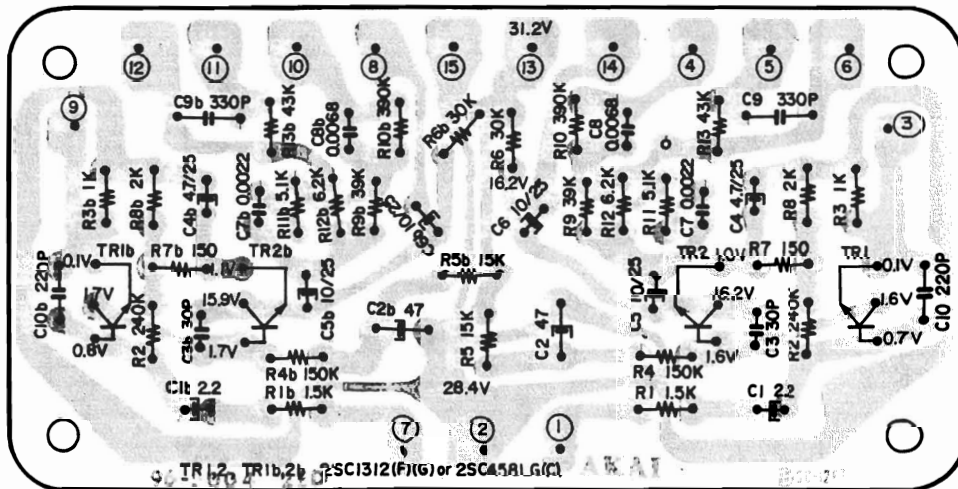 31.2V
12 11 10 8 15 13 14 4 5 6
9
3
C9b 330P
R13b 43K
C8b 0.0068
R10b 390K
R6b 30K
R6 30K
R10 390K
C8 0.0068
R13 43K
C9 330P
16.2V
R3b 1K
R8b 2K
C4b 4.7/25
C7b 0.0022
R11b 5.1K
R12b 6.2K
R9b 39K
C6 10/25
R9 39K
R12 6.2K
R11 5.1K
C7 0.0022
C4 4.7/25
R8 2K
R3 1K
TR1b
R7b 150
TR2b
R5b 15K
TR2
R7 150
TR1
C10b 220P
0.1V
1.7V
0.8V
R2 240K
C3b 30P
15.9V
1.7V
C5b 10/25
C2b 47
R5 15K
C2 47
C5 10/25
1.0V
16.2V
1.6V
C3 30P
R2 240K
0.1V
1.6V
0.7V
C10 220P
R4b 150K
R4 150K
C1b 2.2
R1b 1.5K
28.4V
R1 1.5K
C1 2.2
7 2 1
TR1,2 TR1b,2b 2SC1312(F)(G) or 2SC458LG(C)
AKAI